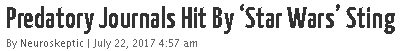 Predatory Journals Hit By ‘Star Wars’ Sting
By Neuroskeptic | July 22, 2017 4:57 am